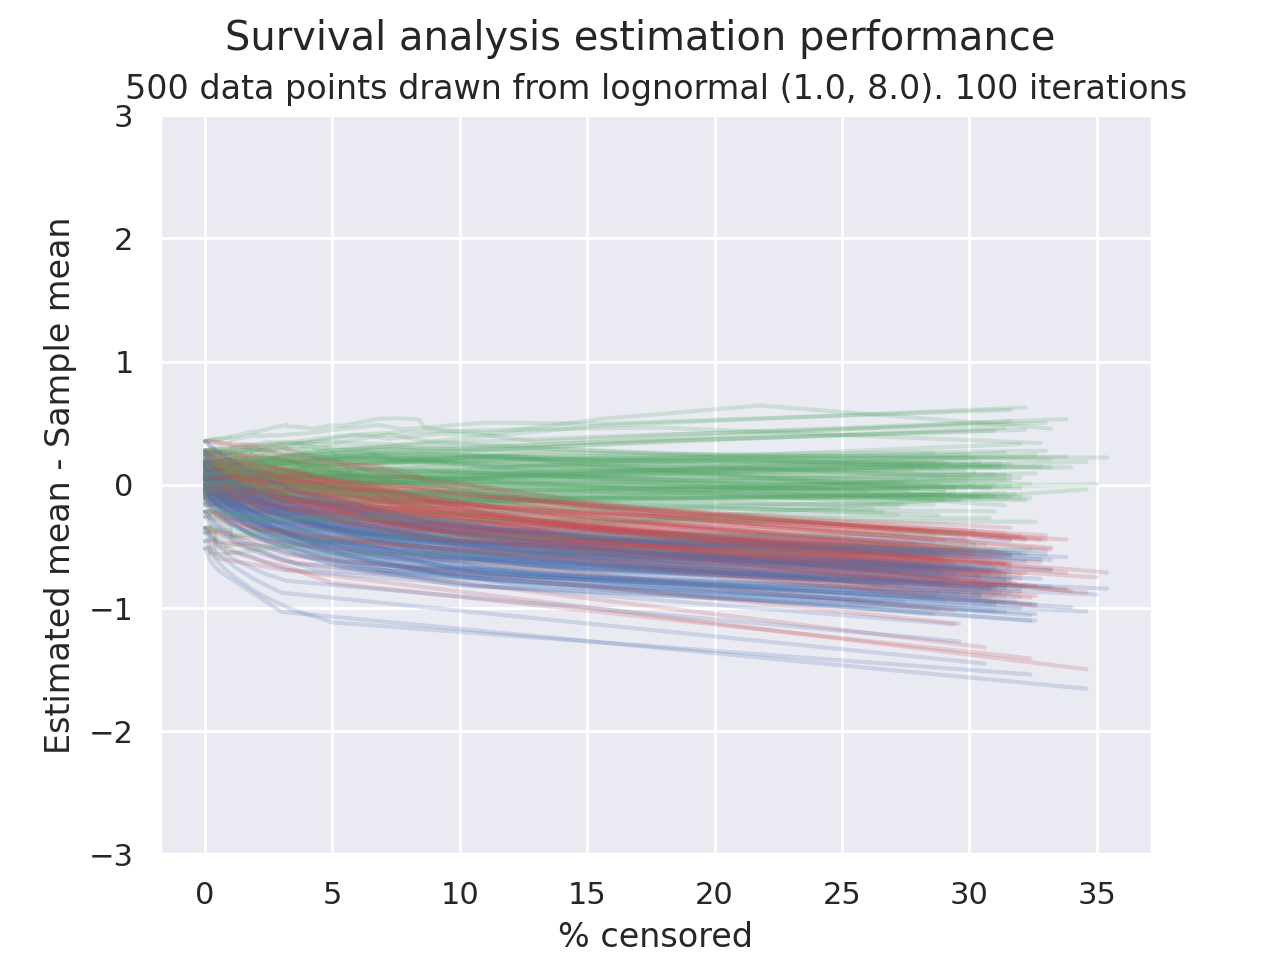 Survival analysis estimation performance
500 data points drawn from lognormal (1.0, 8.0). 100 iterations
3
2
1
0
−1
−2
−3
Estimated mean - Sample mean
0 5 10 15 20 25 30 35
% censored